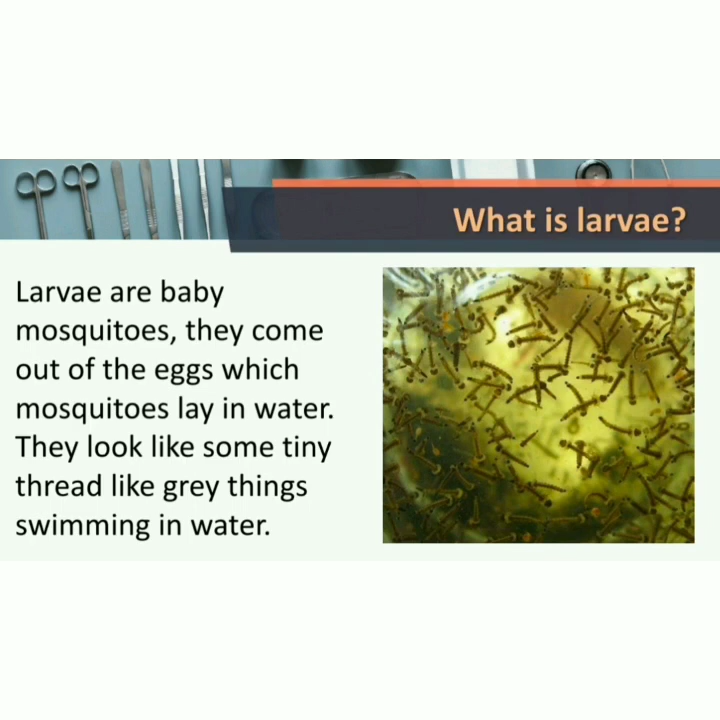 What is larvae?
Larvae are baby
mosquitoes, they come
out of the eggs which
mosquitoes lay in water.
They look like some tiny
thread like grey things
swimming in water.